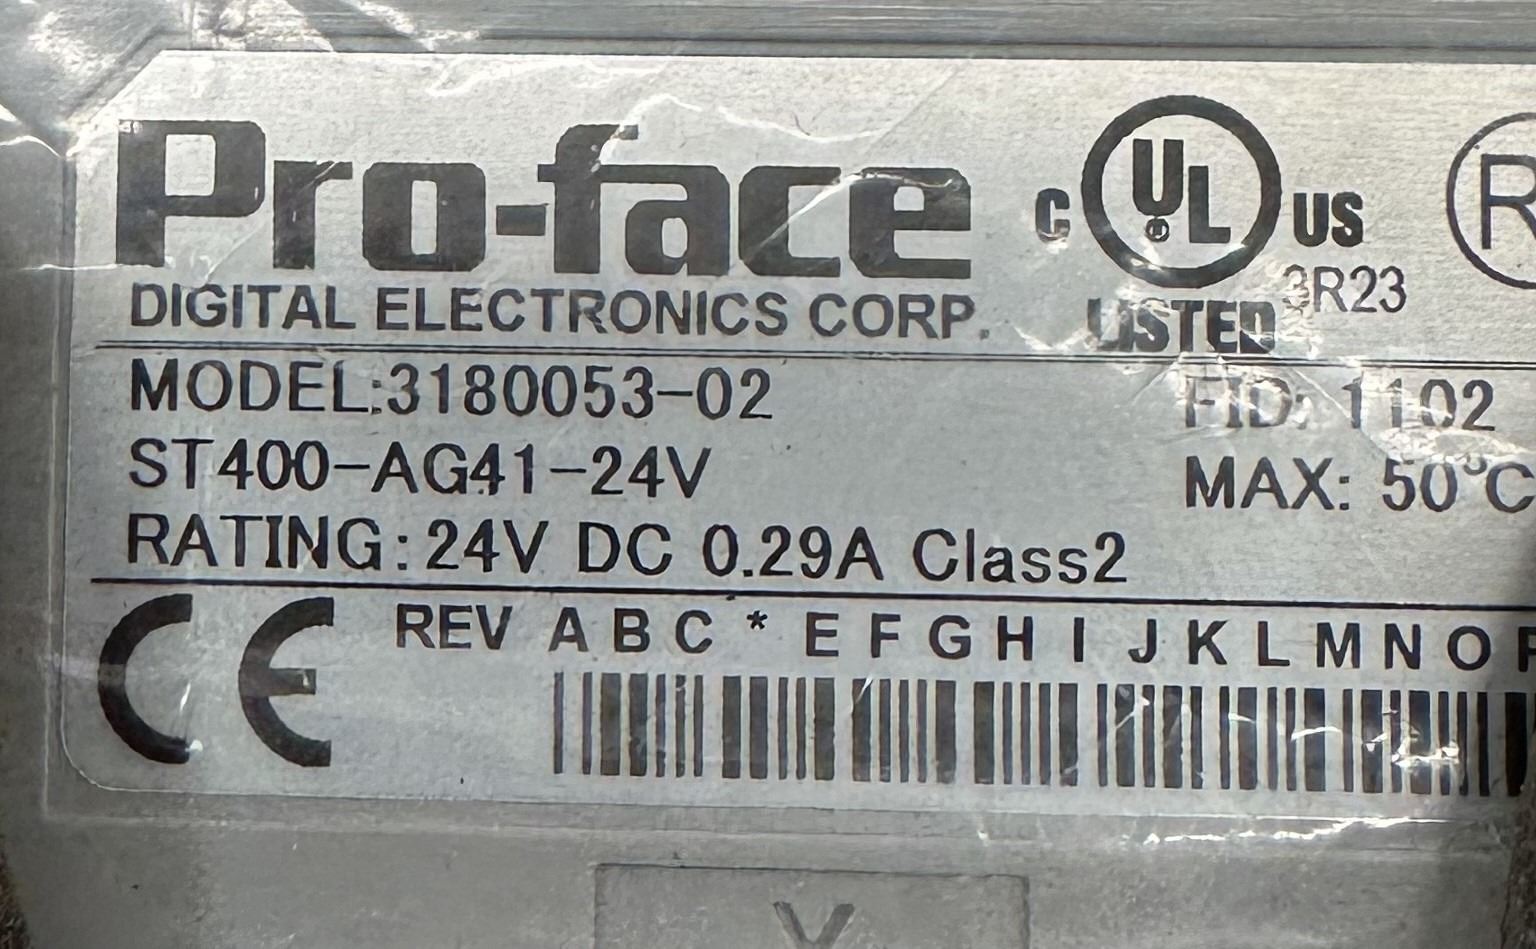 Pro-face
C UL US
R
DIGITAL ELECTRONICS CORP.
LISTED 3R23
MODEL:3180053-02
FID: 1102
ST400-AG41-24V
MAX: 50°C
RATING: 24V DC 0.29A Class2
CE
REV A B C * E F G H I J K L M N O